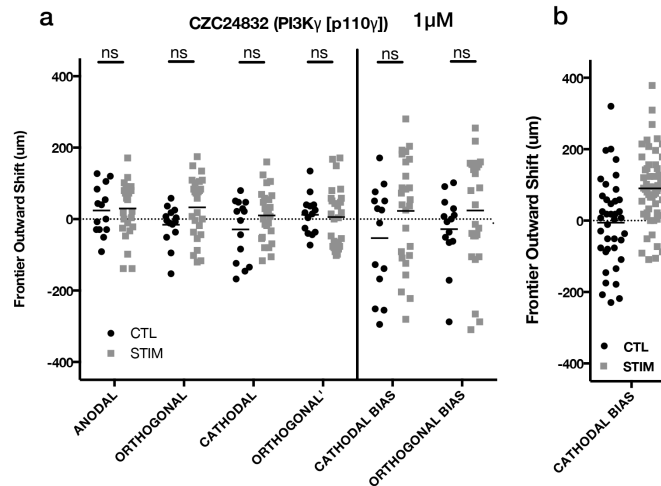 a
CZC24832 (PI3Kγ [p110γ]) 1µM
b
ns ns ns ns ns ns
Frontier Outward Shift (um)
400
200
0
-200
-400
CTL
STIM
ANODAL
ORTHOGONAL
CATHODAL
ORTHOGONAL'
CATHODAL BIAS
ORTHOGONAL BIAS
Frontier Outward Shift (um)
400
200
0
-200
-400
CTL
STIM
CATHODAL BIAS